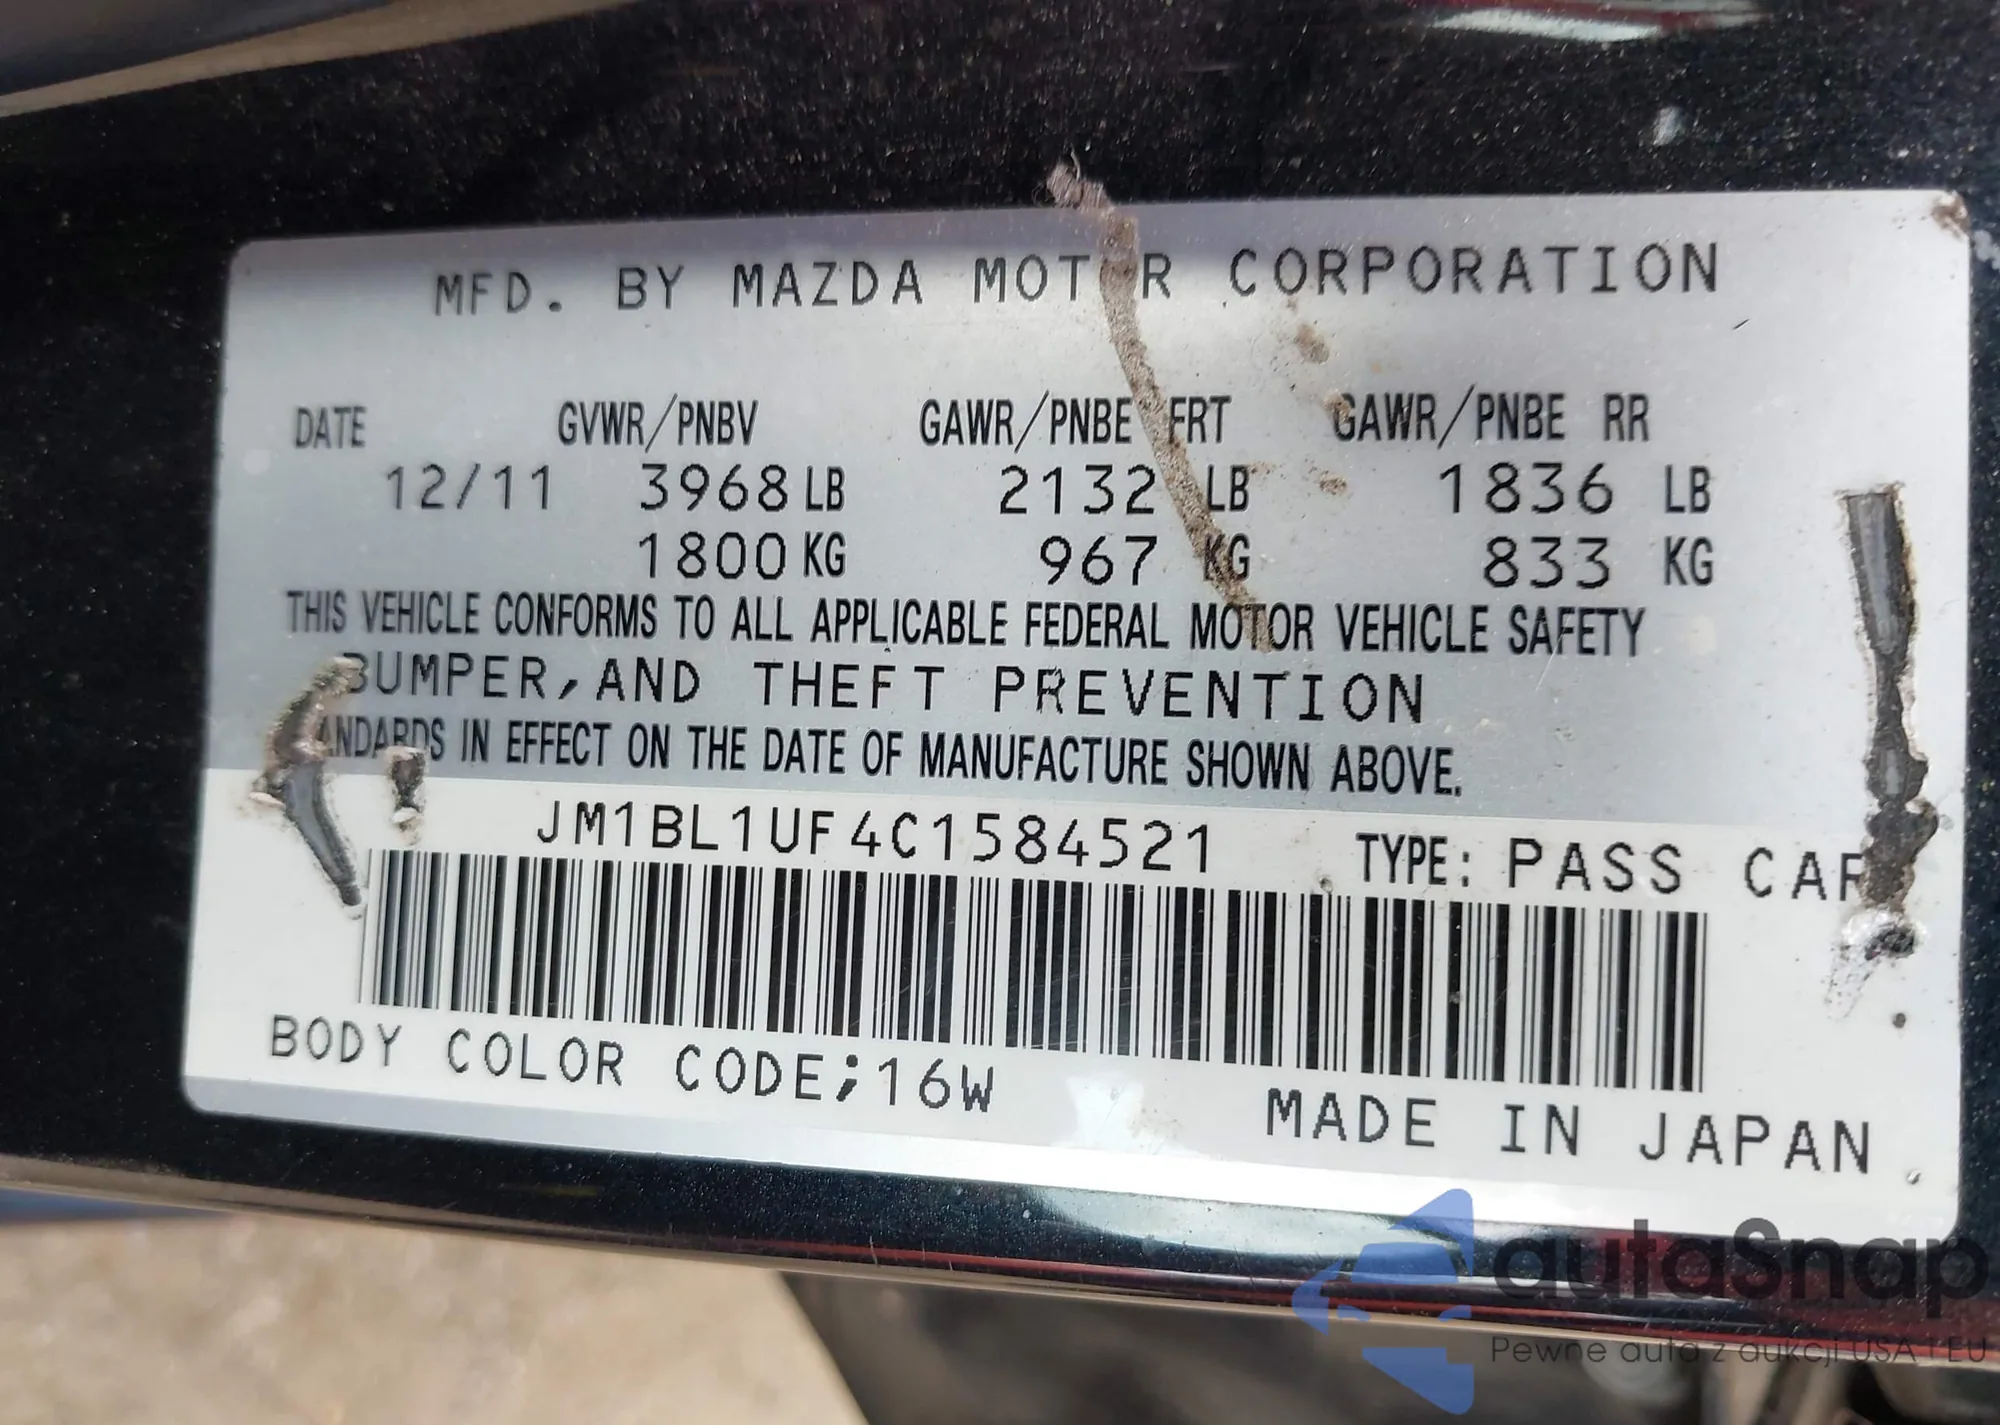 MFD. BY MAZDA MOT R CORPORATION
DATE GVWR/PNBV GAWR/PNBE FRT GAWR/PNBE RR
12/11 3968 LB 2132 LB 1836 LB
1800 KG 967 KG 833 KG
THIS VEHICLE CONFORMS TO ALL APPLICABLE FEDERAL MOTOR VEHICLE SAFETY
BUMPER, AND THEFT PREVENTION
ANDARDS IN EFFECT ON THE DATE OF MANUFACTURE SHOWN ABOVE.
JM1BL1UF4C1584521 TYPE: PASS CAR
BODY COLOR CODE;16W
MADE IN JAPAN
autaSnap
Pewne auta z aukcji USA i EU